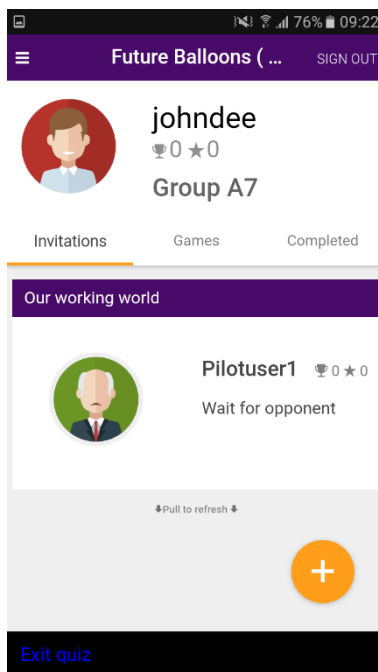 76% 09:22
Future Balloons ( ... SIGN OUT
johndee
0 0
Group A7
Invitations Games Completed
Our working world
Pilotuser1 0 0
Wait for opponent
Pull to refresh
Exit quiz